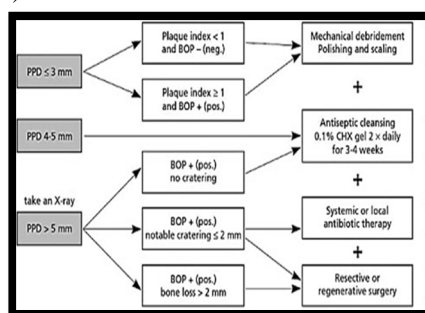 PPD ≤ 3 mm
Plaque index < 1
and BOP – (neg.)
Plaque index ≥ 1
and BOP + (pos.)
Mechanical debridement
Polishing and scaling
+
PPD 4-5 mm
Antiseptic cleansing
0.1% CHX gel 2 × daily
for 3-4 weeks
+
take an X-ray
PPD > 5 mm
BOP + (pos.)
no cratering
BOP + (pos.)
notable cratering ≤ 2 mm
BOP + (pos.)
bone loss > 2 mm
Systemic or local
antibiotic therapy
+
Resective or
regenerative surgery